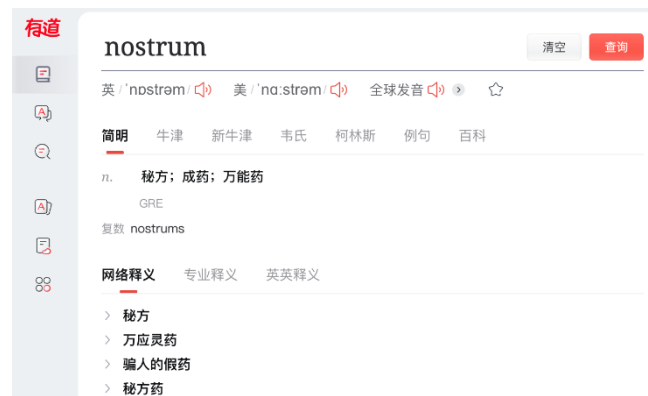 有道
nostrum
清空
查询
英 /ˈnɒstrəm/ 美 /ˈnɑːstrəm/ 全球发音
简明 牛津 新牛津 韦氏 柯林斯 例句 百科
n. 秘方；成药；万能药
GRE
复数 nostrums
网络释义 专业释义 英英释义
秘方
万应灵药
骗人的假药
秘方药